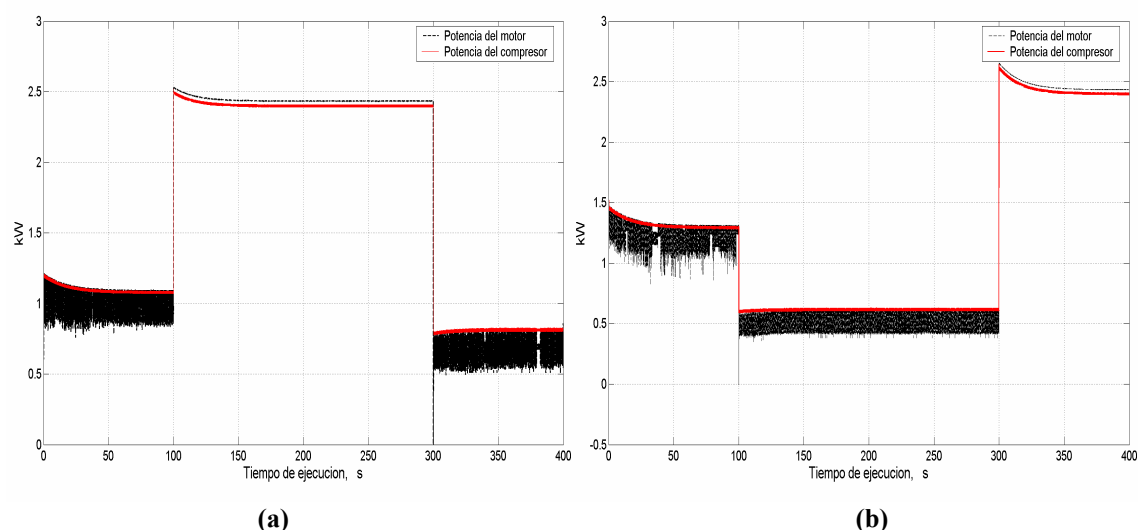 3
2.5
2
1.5
1
0.5
0
kW
0 50 100 150 200 250 300 350 400
Tiempo de ejecucion, s
Potencia del motor
Potencia del compresor
(a)
3
2.5
2
1.5
1
0.5
0
-0.5
kW
0 50 100 150 200 250 300 350 400
Tiempo de ejecucion, s
Potencia del motor
Potencia del compresor
(b)